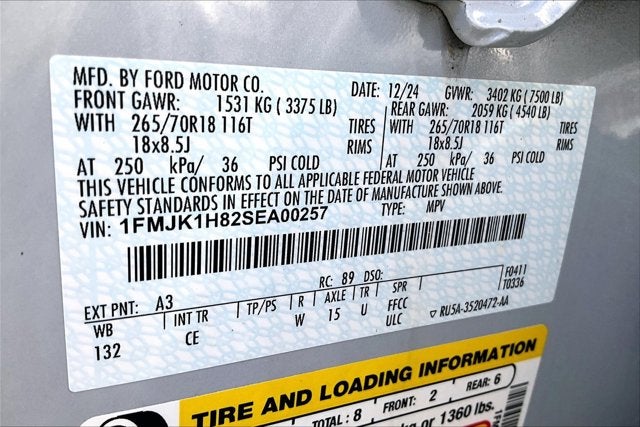 MFD. BY FORD MOTOR CO.
DATE: 12/24 GVWR: 3402 KG ( 7500 LB)
FRONT GAWR: 1531 KG ( 3375 LB)
REAR GAWR: 2059 KG ( 4540 LB)
WITH 265/70R18 116T TIRES
WITH 265/70R18 116T TIRES
18x8.5J RIMS
18x8.5J RIMS
AT 250 kPa/ 36 PSI COLD
AT 250 kPa/ 36 PSI COLD
THIS VEHICLE CONFORMS TO ALL APPLICABLE FEDERAL MOTOR VEHICLE
SAFETY STANDARDS IN EFFECT ON THE DATE OF MANUFACTURE SHOWN ABOVE.
VIN: 1FMJK1H82SEA00257 TYPE: MPV
RC: 89 DSO: F0411
T0336
EXT PNT: A3
WB INT TR TP/PS R AXLE TR SPR
132 CE W 15 U FFCC
ULC ▽ RU5A-3520472-AA
TIRE AND LOADING INFORMATION
TOTAL : 8 FRONT: 2 REAR: 6
kg or 1360 lbs.